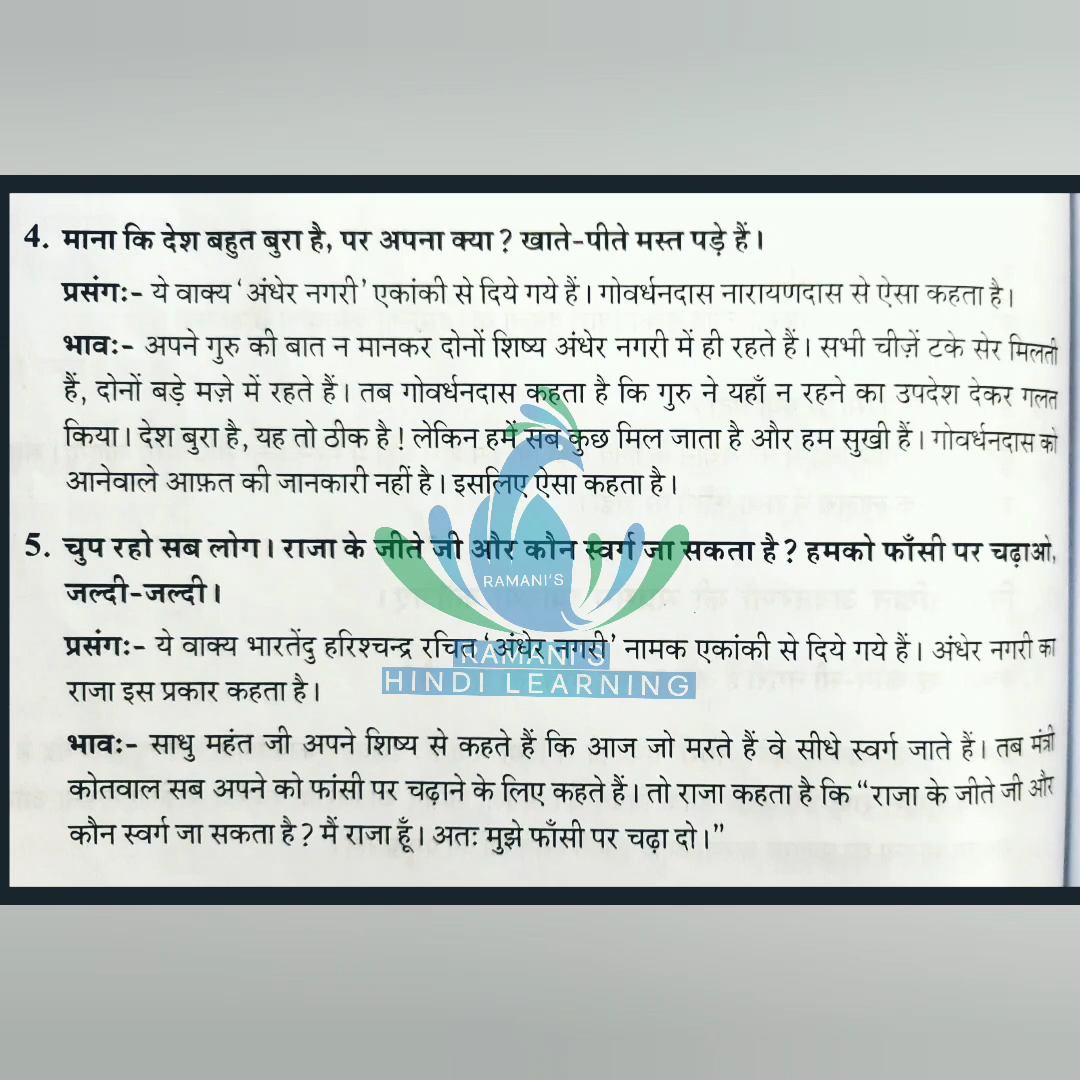 4. माना कि देश बहुत बुरा है, पर अपना क्या ? खाते-पीते मस्त पड़े हैं।
प्रसंगः- ये वाक्य ‘अंधेर नगरी’ एकांकी से दिये गये हैं। गोवर्धनदास नारायणदास से ऐसा कहता है।
भावः- अपने गुरु की बात न मानकर दोनों शिष्य अंधेर नगरी में ही रहते हैं। सभी चीज़ें टके सेर मिलती
हैं, दोनों बड़े मज़े में रहते हैं। तब गोवर्धनदास कहता है कि गुरु ने यहाँ न रहने का उपदेश देकर गलत
किया। देश बुरा है, यह तो ठीक है ! लेकिन हमें सब कुछ मिल जाता है और हम सुखी हैं। गोवर्धनदास को
आनेवाले आफ़त की जानकारी नहीं है। इसलिए ऐसा कहता है।
5. चुप रहो सब लोग। राजा के जीते जी और कौन स्वर्ग जा सकता है ? हमको फाँसी पर चढ़ाओ,
जल्दी-जल्दी।
RAMANI'S
प्रसंगः- ये वाक्य भारतेंदु हरिश्चन्द्र रचित ‘अंधेर नगरी’ नामक एकांकी से दिये गये हैं। अंधेर नगरी का
RAMANI'S
राजा इस प्रकार कहता है।
HINDI LEARNING
भावः- साधु महंत जी अपने शिष्य से कहते हैं कि आज जो मरते हैं वे सीधे स्वर्ग जाते हैं। तब मंत्री
कोतवाल सब अपने को फांसी पर चढ़ाने के लिए कहते हैं। तो राजा कहता है कि “राजा के जीते जी और
कौन स्वर्ग जा सकता है ? मैं राजा हूँ। अतः मुझे फाँसी पर चढ़ा दो।”